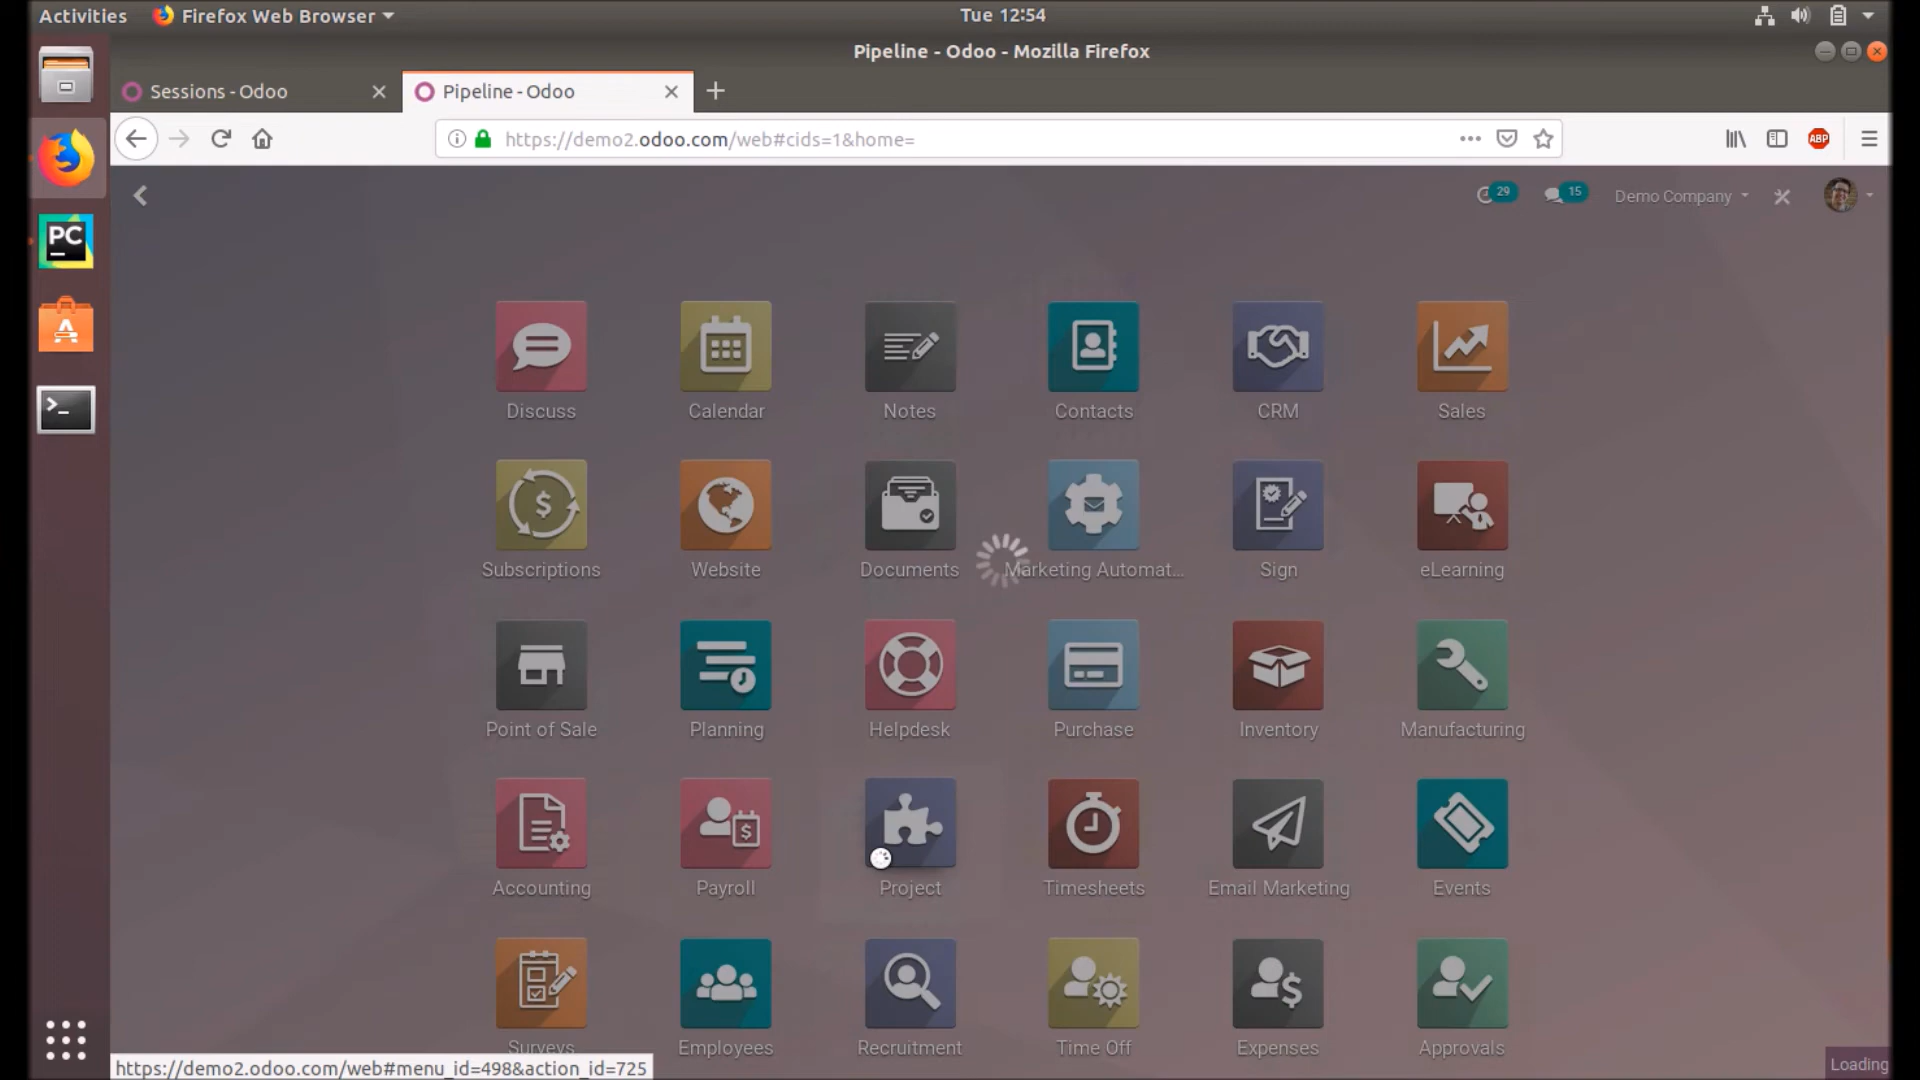 Activities Firefox Web Browser Tue 12:54
Pipeline - Odoo - Mozilla Firefox
Sessions - Odoo Pipeline - Odoo
https://demo2.odoo.com/web#cids=1&home=
ABP
29 15 Demo Company
PC
Discuss Calendar Notes Contacts CRM Sales
Subscriptions Website Documents Marketing Automat... Sign eLearning
Point of Sale Planning Helpdesk Purchase Inventory Manufacturing
Accounting Payroll Project Timesheets Email Marketing Events
Surveys Employees Recruitment Time Off Expenses Approvals
https://demo2.odoo.com/web#menu_id=498&action_id=725
Loading